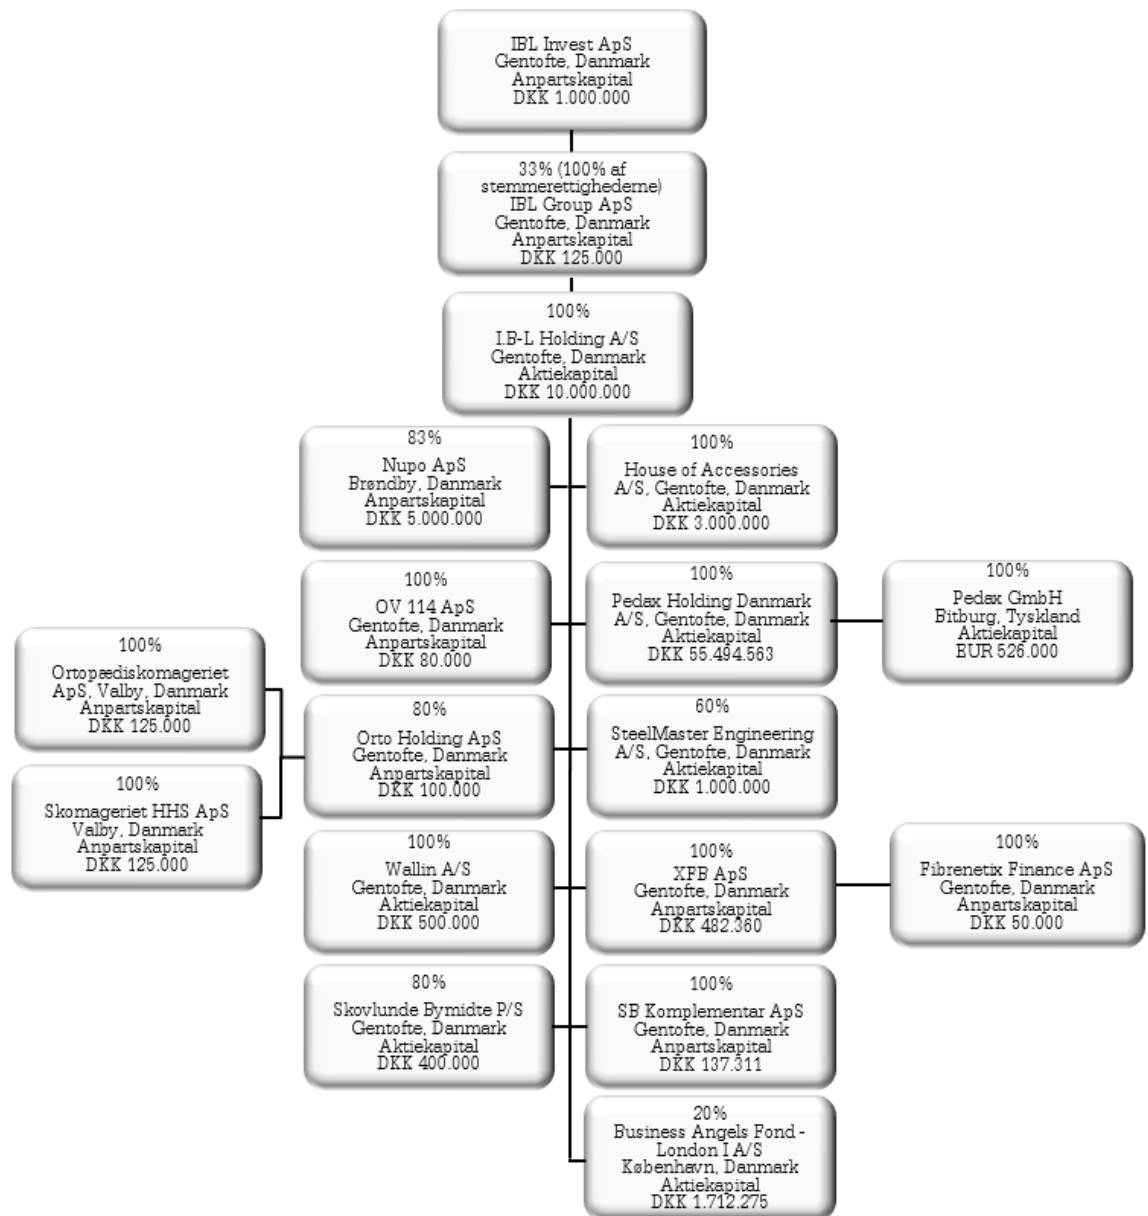 IBL Invest ApS
Gentofte, Danmark
Anpartskapital
DKK 1.000.000
33% (100% af
stemmerettighederne)
IBL Group ApS
Gentofte, Danmark
Anpartskapital
DKK 125.000
100%
I.B-L Holding A/S
Gentofte, Danmark
Aktiekapital
DKK 10.000.000
83%
Nupo ApS
Brøndby, Danmark
Anpartskapital
DKK 5.000.000
100%
House of Accessories
A/S, Gentofte, Danmark
Aktiekapital
DKK 3.000.000
100%
OV 114 ApS
Gentofte, Danmark
Anpartskapital
DKK 80.000
100%
Pedax Holding Danmark
A/S, Gentofte, Danmark
Aktiekapital
DKK 55.494.563
100%
Pedax GmbH
Bitburg, Tyskland
Aktiekapital
EUR 526.000
100%
Ortopædiskomageriet
ApS, Valby, Danmark
Anpartskapital
DKK 125.000
80%
Orto Holding ApS
Gentofte, Danmark
Anpartskapital
DKK 100.000
60%
SteelMaster Engineering
A/S, Gentofte, Danmark
Aktiekapital
DKK 1.000.000
100%
Skomageriet HHS ApS
Valby, Danmark
Anpartskapital
DKK 125.000
100%
Wallin A/S
Gentofte, Danmark
Aktiekapital
DKK 500.000
100%
XFB ApS
Gentofte, Danmark
Anpartskapital
DKK 482.360
100%
Fibrenetix Finance ApS
Gentofte, Danmark
Anpartskapital
DKK 50.000
80%
Skovlunde Bymidte P/S
Gentofte, Danmark
Aktiekapital
DKK 400.000
100%
SB Komplementar ApS
Gentofte, Danmark
Anpartskapital
DKK 137.311
20%
Business Angels Fond -
London I A/S
København, Danmark
Aktiekapital
DKK 1.712.275